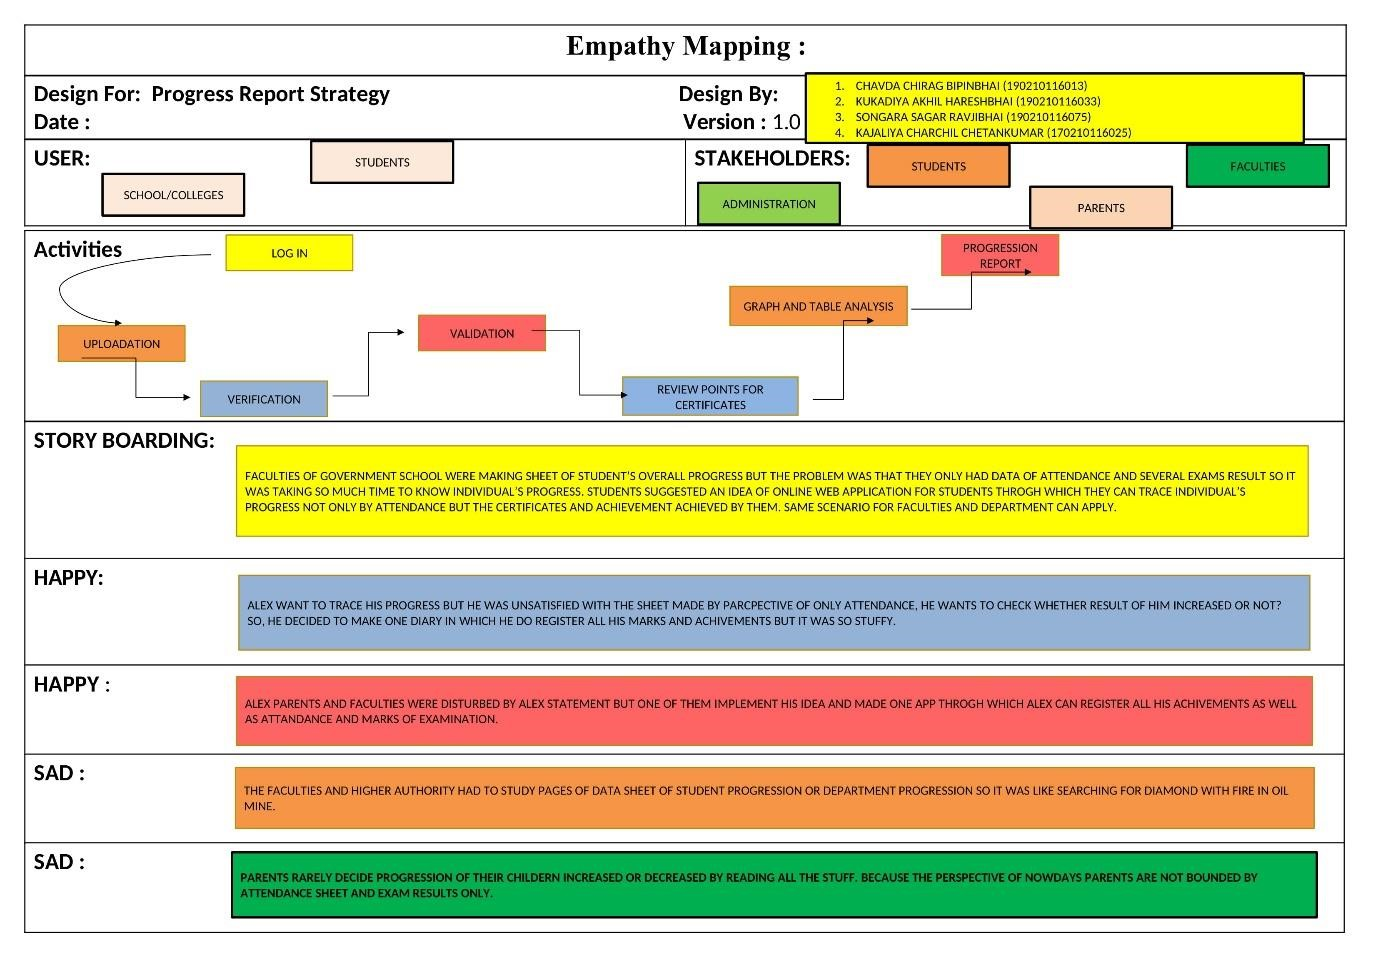 Empathy Mapping :
Design For:  Progress Report Strategy
Date :
Design By:
Version : 1.0
1. CHAVDA CHIRAG BIPINBHAI (190210116013)
2. KUKADIYA AKHIL HARESHBHAI (190210116033)
3. SONGARA SAGAR RAVJIBHAI (190210116075)
4. KAJALIYA CHARCHIL CHETANKUMAR (170210116025)
USER:
STUDENTS
SCHOOL/COLLEGES
STAKEHOLDERS:
STUDENTS
FACULTIES
ADMINISTRATION
PARENTS
Activities
LOG IN
UPLOADATION
VERIFICATION
VALIDATION
REVIEW POINTS FOR
CERTIFICATES
GRAPH AND TABLE ANALYSIS
PROGRESSION
REPORT
STORY BOARDING:
FACULTIES OF GOVERNMENT SCHOOL WERE MAKING SHEET OF STUDENT'S OVERALL PROGRESS BUT THE PROBLEM WAS THAT THEY ONLY HAD DATA OF ATTENDANCE AND SEVERAL EXAMS RESULT SO IT
WAS TAKING SO MUCH TIME TO KNOW INDIVIDUAL'S PROGRESS. STUDENTS SUGGESTED AN IDEA OF ONLINE WEB APPLICATION FOR STUDENTS THROGH WHICH THEY CAN TRACE INDIVIDUAL'S
PROGRESS NOT ONLY BY ATTENDANCE BUT THE CERTIFICATES AND ACHIEVEMENT ACHIEVED BY THEM. SAME SCENARIO FOR FACULTIES AND DEPARTMENT CAN APPLY.
HAPPY:
ALEX WANT TO TRACE HIS PROGRESS BUT HE WAS UNSATISFIED WITH THE SHEET MADE BY PARCPECTIVE OF ONLY ATTENDANCE, HE WANTS TO CHECK WHETHER RESULT OF HIM INCREASED OR NOT?
SO, HE DECIDED TO MAKE ONE DIARY IN WHICH HE DO REGISTER ALL HIS MARKS AND ACHIVEMENTS BUT IT WAS SO STUFFY.
HAPPY :
ALEX PARENTS AND FACULTIES WERE DISTURBED BY ALEX STATEMENT BUT ONE OF THEM IMPLEMENT HIS IDEA AND MADE ONE APP THROGH WHICH ALEX CAN REGISTER ALL HIS ACHIVEMENTS AS WELL
AS ATTANDANCE AND MARKS OF EXAMINATION.
SAD :
THE FACULTIES AND HIGHER AUTHORITY HAD TO STUDY PAGES OF DATA SHEET OF STUDENT PROGRESSION OR DEPARTMENT PROGRESSION SO IT WAS LIKE SEARCHING FOR DIAMOND WITH FIRE IN OIL
MINE.
SAD :
PARENTS RARELY DECIDE PROGRESSION OF THEIR CHILDERN INCREASED OR DECREASED BY READING ALL THE STUFF. BECAUSE THE PERSPECTIVE OF NOWDAYS PARENTS ARE NOT BOUNDED BY
ATTENDANCE SHEET AND EXAM RESULTS ONLY.